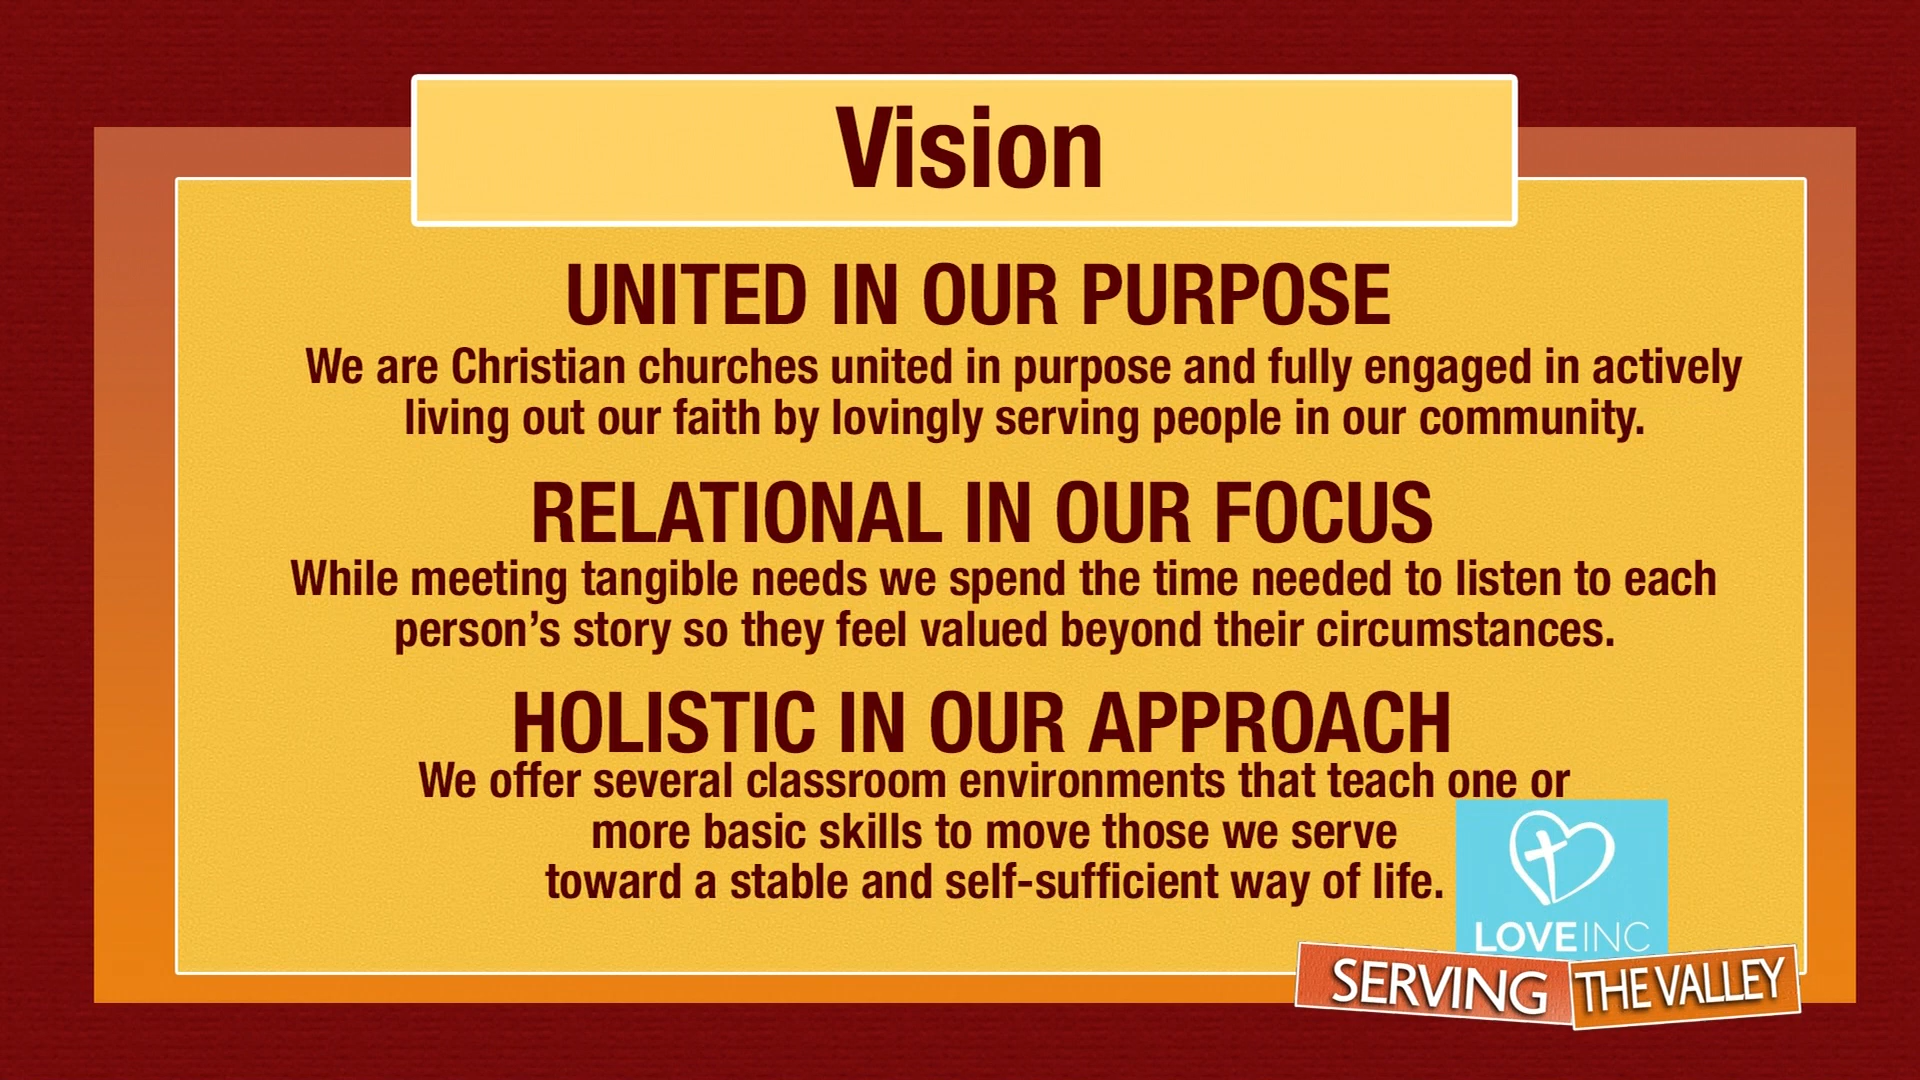 Vision
UNITED IN OUR PURPOSE
We are Christian churches united in purpose and fully engaged in actively
living out our faith by lovingly serving people in our community.
RELATIONAL IN OUR FOCUS
While meeting tangible needs we spend the time needed to listen to each
person’s story so they feel valued beyond their circumstances.
HOLISTIC IN OUR APPROACH
We offer several classroom environments that teach one or
more basic skills to move those we serve
toward a stable and self-sufficient way of life.
LOVEINC
SERVING THE VALLEY